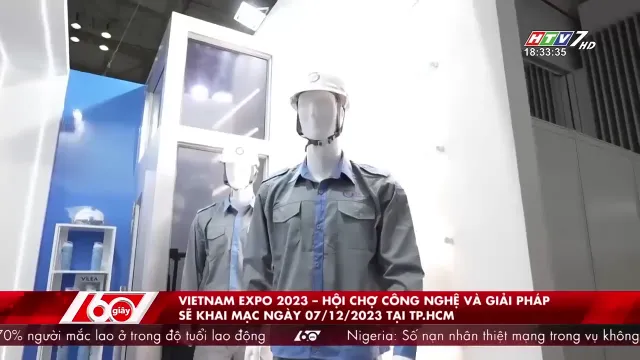 HTV7 HD
18:33:35
VILEA
VIETNAM EXPO 2023 – HỘI CHỢ CÔNG NGHỆ VÀ GIẢI PHÁP
SẼ KHAI MẠC NGÀY 07/12/2023 TẠI TP.HCM
60 giây
70% người mắc lao ở trong độ tuổi lao động
Nigeria: Số nạn nhân thiệt mạng trong vụ không